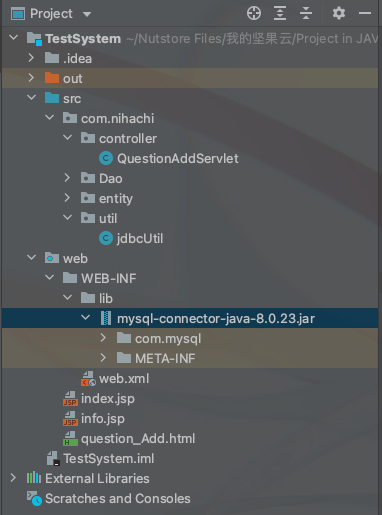 Project
TestSystem ~/Nutstore Files/我的坚果云/Project in JAV
.idea
out
src
com.nihachi
controller
QuestionAddServlet
Dao
entity
util
jdbcUtil
web
WEB-INF
lib
mysql-connector-java-8.0.23.jar
com.mysql
META-INF
web.xml
index.jsp
info.jsp
question_Add.html
TestSystem.iml
External Libraries
Scratches and Consoles